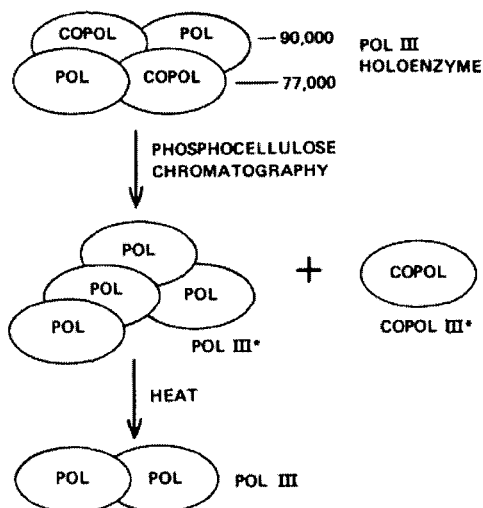 COPOL POL 90,000 POL III
HOLOENZYME
POL COPOL 77,000
PHOSPHOCELLULOSE
CHROMATOGRAPHY
POL
POL POL + COPOL
POL
POL III* COPOL III*
HEAT
POL POL POL III